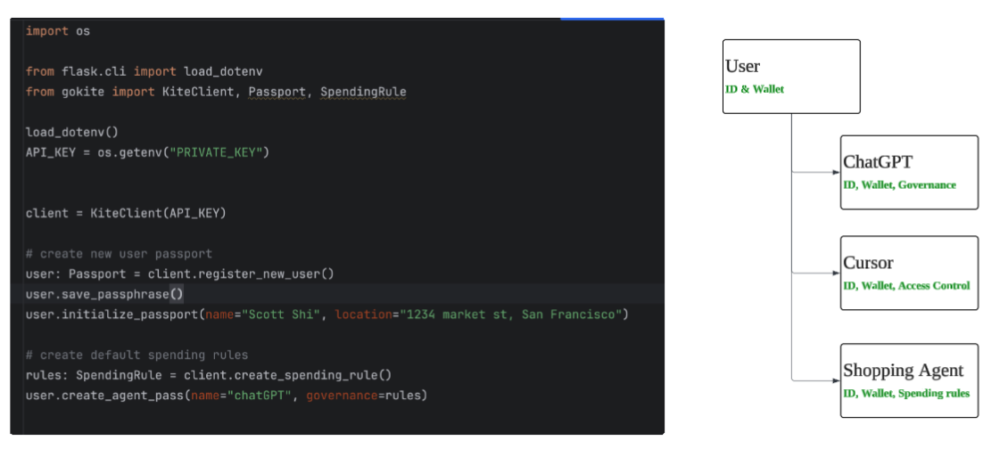 import os
from flask.cli import load_dotenv
from gokite import KiteClient, Passport, SpendingRule
load_dotenv()
API_KEY = os.getenv("PRIVATE_KEY")
client = KiteClient(API_KEY)
# create new user passport
user: Passport = client.register_new_user()
user.save_passphrase()
user.initialize_passport(name="Scott Shi", location="1234 market st, San Francisco")
# create default spending rules
rules: SpendingRule = client.create_spending_rule()
user.create_agent_pass(name="chatGPT", governance=rules)
User
ID & Wallet
ChatGPT
ID, Wallet, Governance
Cursor
ID, Wallet, Access Control
Shopping Agent
ID, Wallet, Spending rules